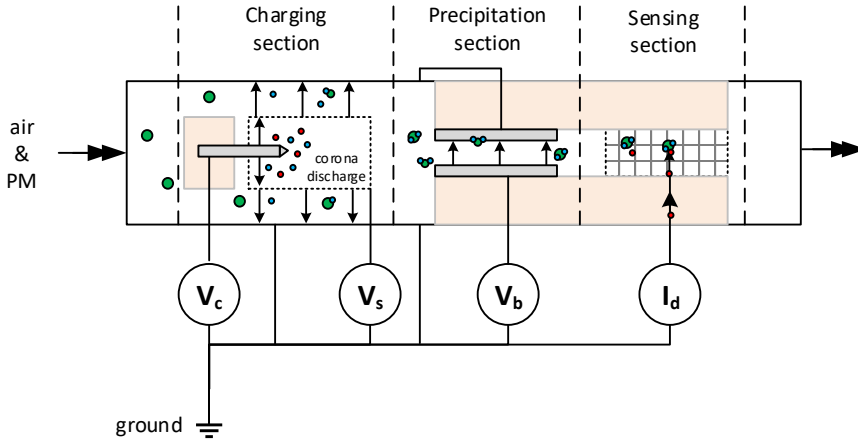 Charging
section
Precipitation
section
Sensing
section
air
&
PM
corona
discharge
Vc
Vs
Vb
Id
ground